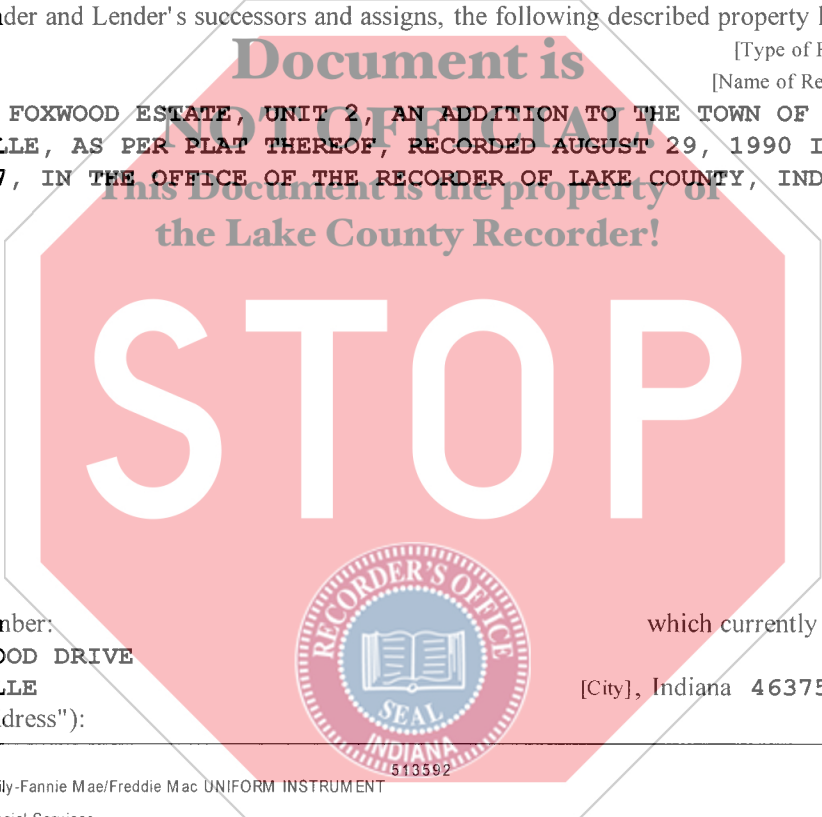 nder and Lender's successors and assigns, the following described property l
Document is
[Type of R
[Name of Re
FOXWOOD ESTATE, UNIT 2, AN ADDITION TO THE TOWN OF
NOT OFFICIAL!
LLE, AS PER PLAT THEREOF, RECORDED AUGUST 29, 1990 I
7, IN THE OFFICE OF THE RECORDER OF LAKE COUNTY, IND
This Document is the property of
the Lake County Recorder!
STOP
RECORDER'S OFFICE
SEAL
INDIANA
mber: which currently
OOD DRIVE
LLE [City], Indiana 46375
dress"):
513592
ily-Fannie Mae/Freddie Mac UNIFORM INSTRUMENT